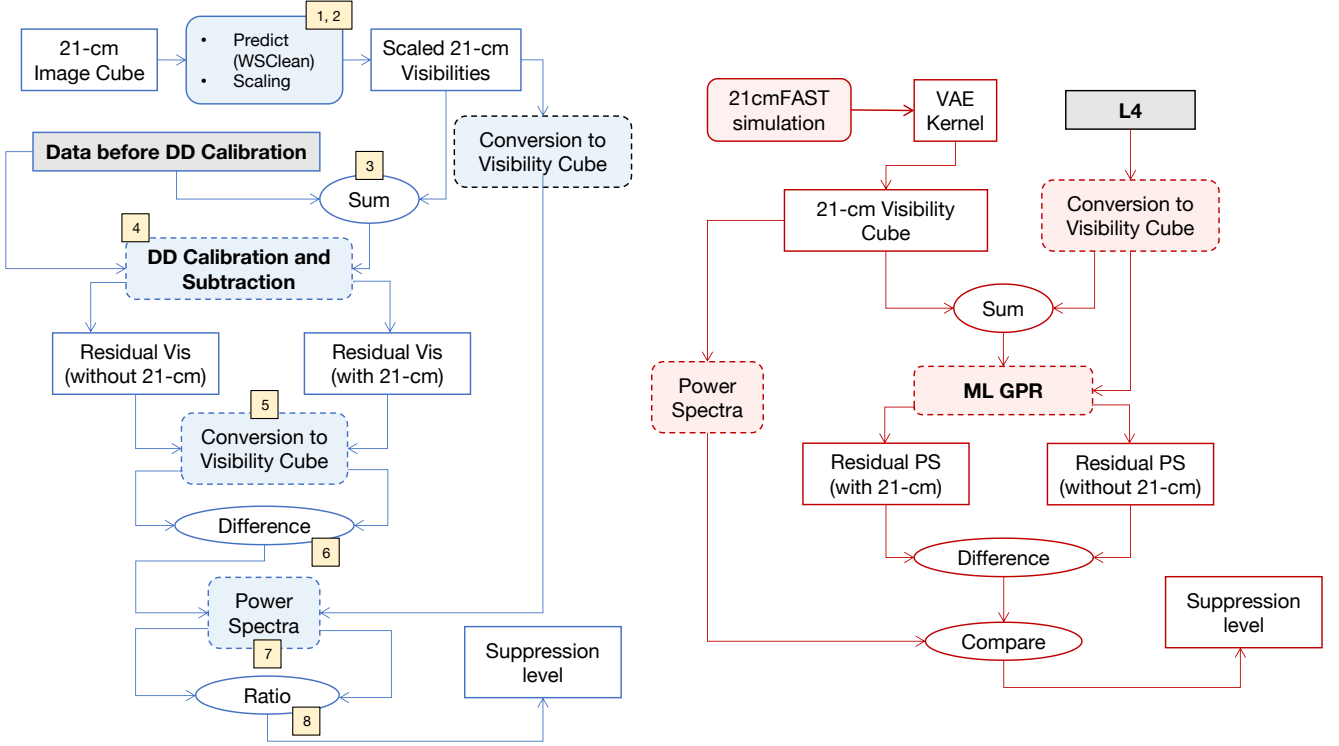 1, 2
21-cm
Image Cube
• Predict
(WSClean)
• Scaling
Scaled 21-cm
Visibilities
Conversion to
Visibility Cube
Data before DD Calibration
3
Sum
4
DD Calibration and
Subtraction
Residual Vis
(without 21-cm)
Residual Vis
(with 21-cm)
5
Conversion to
Visibility Cube
Difference
6
Power
Spectra
7
Ratio
8
Suppression
level
21cmFAST
simulation
VAE
Kernel
L4
21-cm Visibility
Cube
Conversion to
Visibility Cube
Sum
Power
Spectra
ML GPR
Residual PS
(with 21-cm)
Residual PS
(without 21-cm)
Difference
Compare
Suppression
level